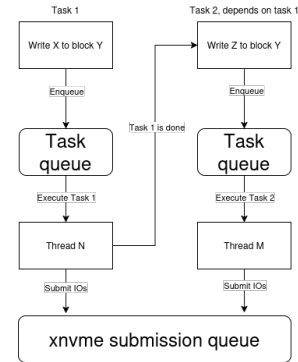 Task 1
Task 2, depends on task 1
Write X to block Y
Write Z to block Y
Enqueue
Enqueue
Task 1 is done
Task
queue
Task
queue
Execute Task 1
Execute Task 2
Thread N
Thread M
Submit IOs
Submit IOs
xnvme submission queue